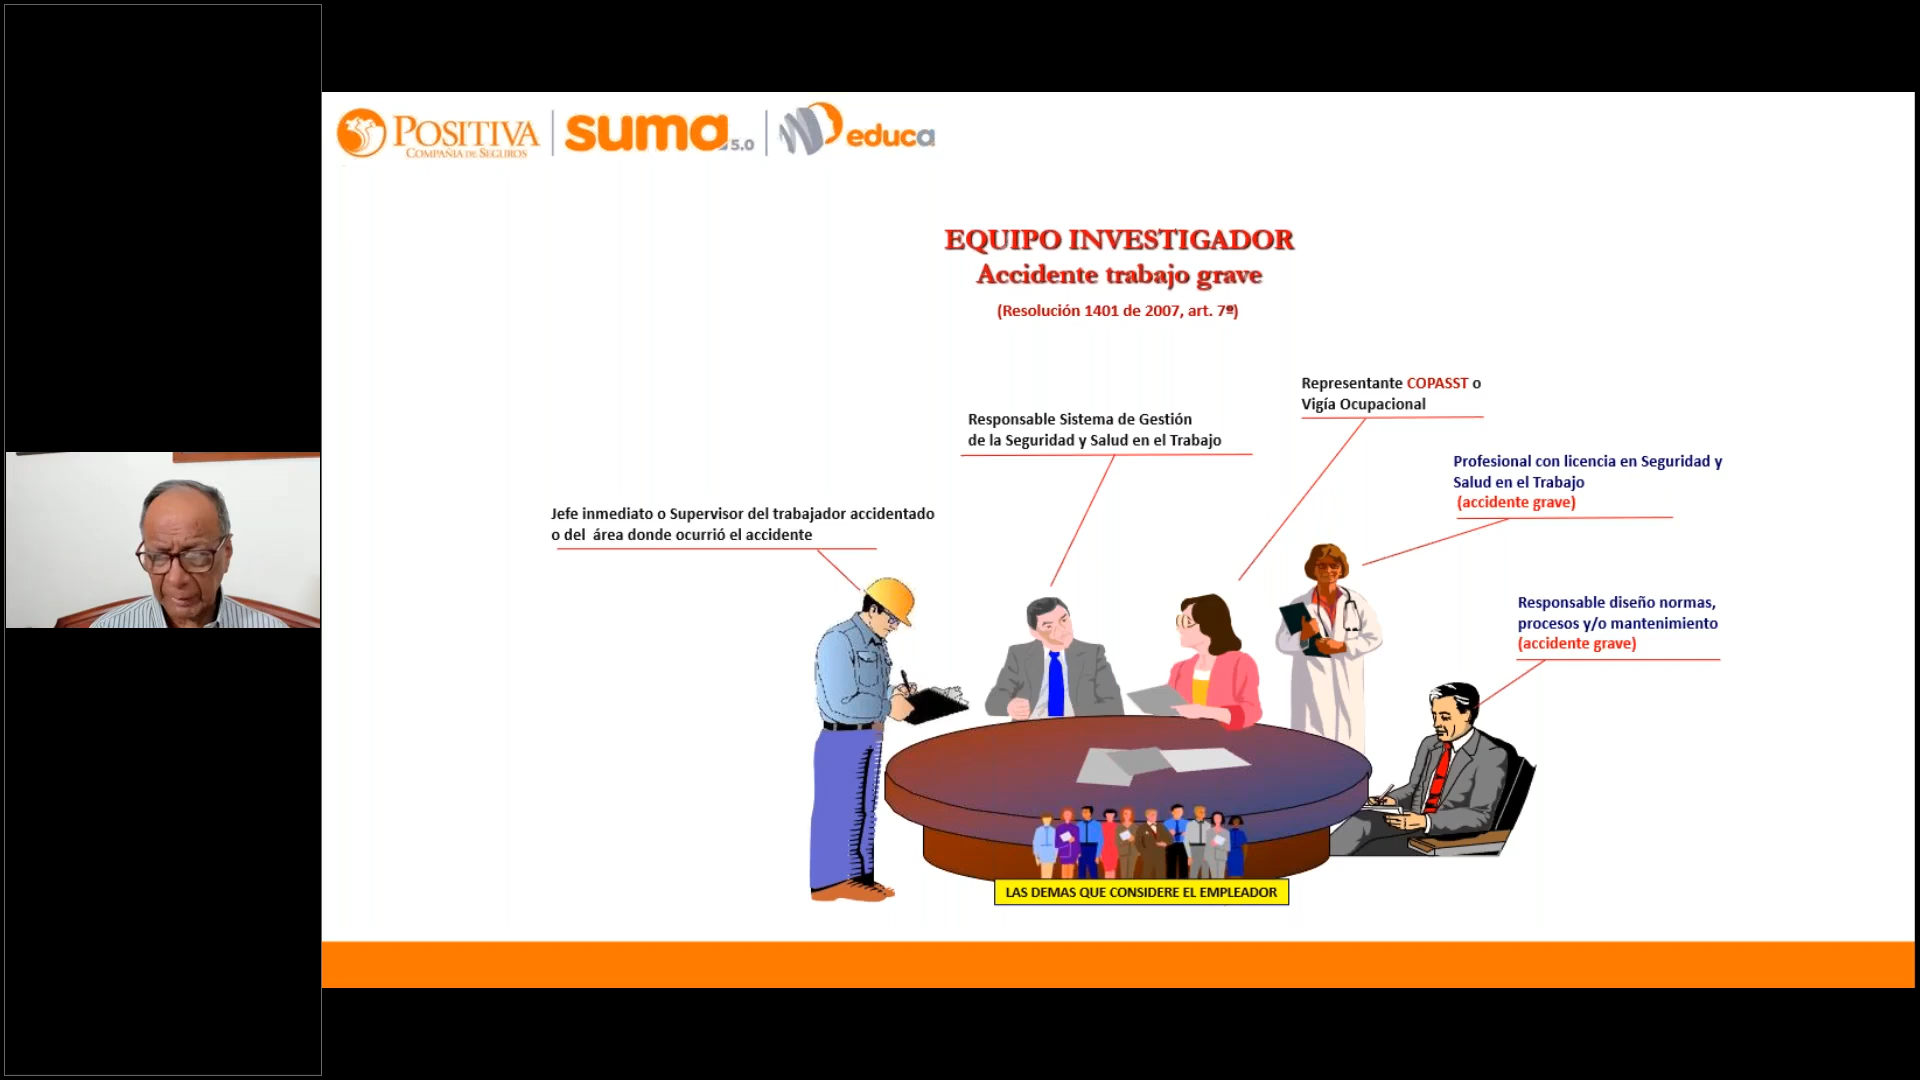 POSITIVA
COMPAÑIA DE SEGUROS
suma 5.0
educa
EQUIPO INVESTIGADOR
Accidente trabajo grave
(Resolución 1401 de 2007, art. 7º)
Representante COPASST o
Vigía Ocupacional
Responsable Sistema de Gestión
de la Seguridad y Salud en el Trabajo
Profesional con licencia en Seguridad y
Salud en el Trabajo
(accidente grave)
Jefe inmediato o Supervisor del trabajador accidentado
o del área donde ocurrió el accidente
Responsable diseño normas,
procesos y/o mantenimiento
(accidente grave)
LAS DEMAS QUE CONSIDERE EL EMPLEADOR